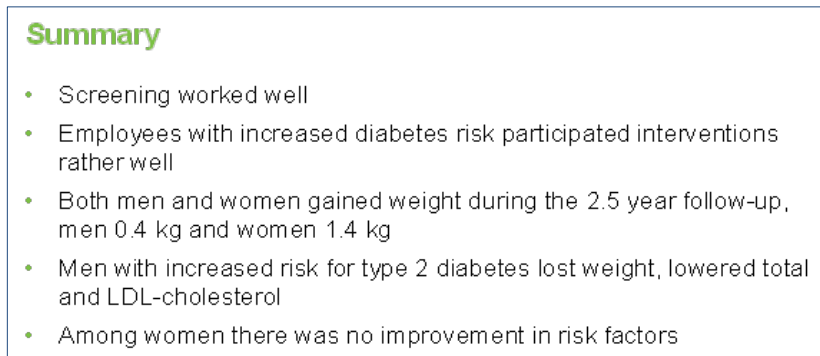 Summary
• Screening worked well
• Employees with increased diabetes risk participated interventions
rather well
• Both men and women gained weight during the 2.5 year follow-up,
men 0.4 kg and women 1.4 kg
• Men with increased risk for type 2 diabetes lost weight, lowered total
and LDL-cholesterol
• Among women there was no improvement in risk factors